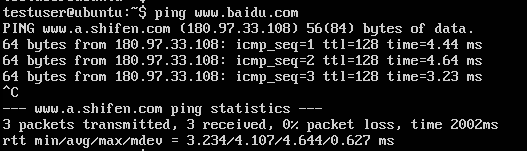 testuser@ubuntu:~$ ping www.baidu.com
PING www.a.shifen.com (180.97.33.108) 56(84) bytes of data.
64 bytes from 180.97.33.108: icmp_seq=1 ttl=128 time=4.44 ms
64 bytes from 180.97.33.108: icmp_seq=2 ttl=128 time=4.64 ms
64 bytes from 180.97.33.108: icmp_seq=3 ttl=128 time=3.23 ms
^C
--- www.a.shifen.com ping statistics ---
3 packets transmitted, 3 received, 0% packet loss, time 2002ms
rtt min/avg/max/mdev = 3.234/4.107/4.644/0.627 ms